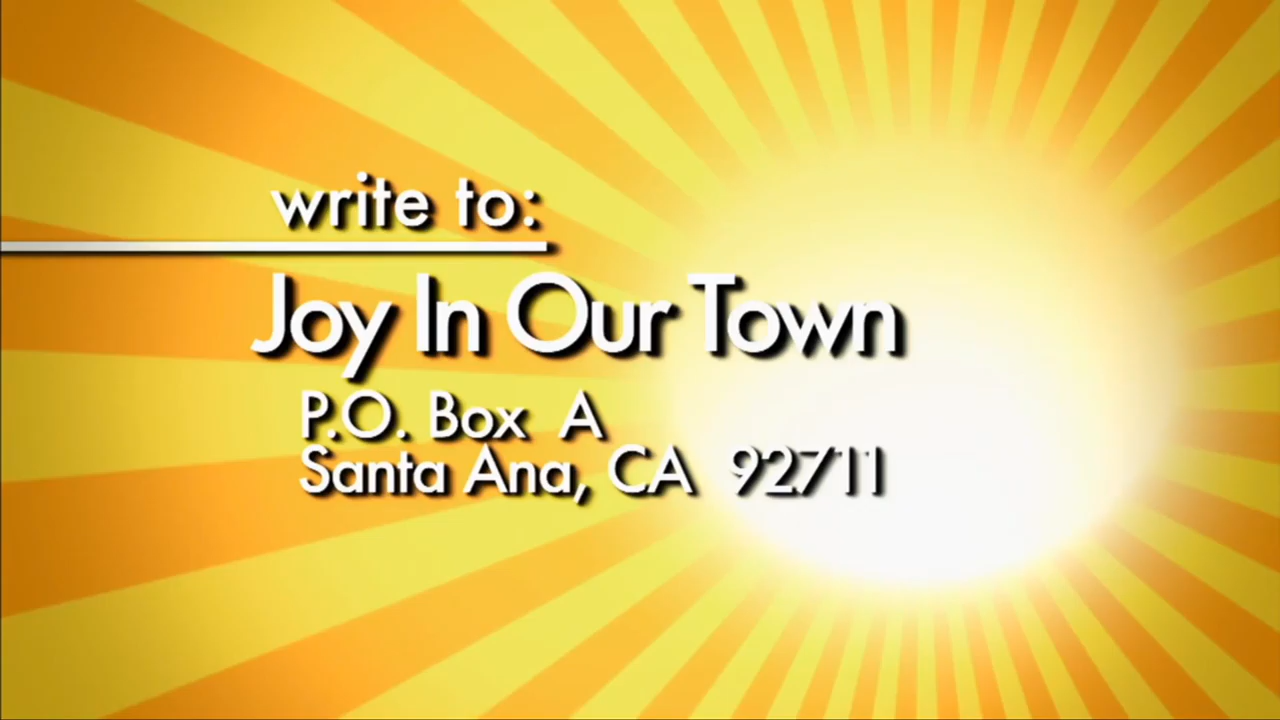 write to:
Joy In Our Town
P.O. Box A
Santa Ana, CA 92711